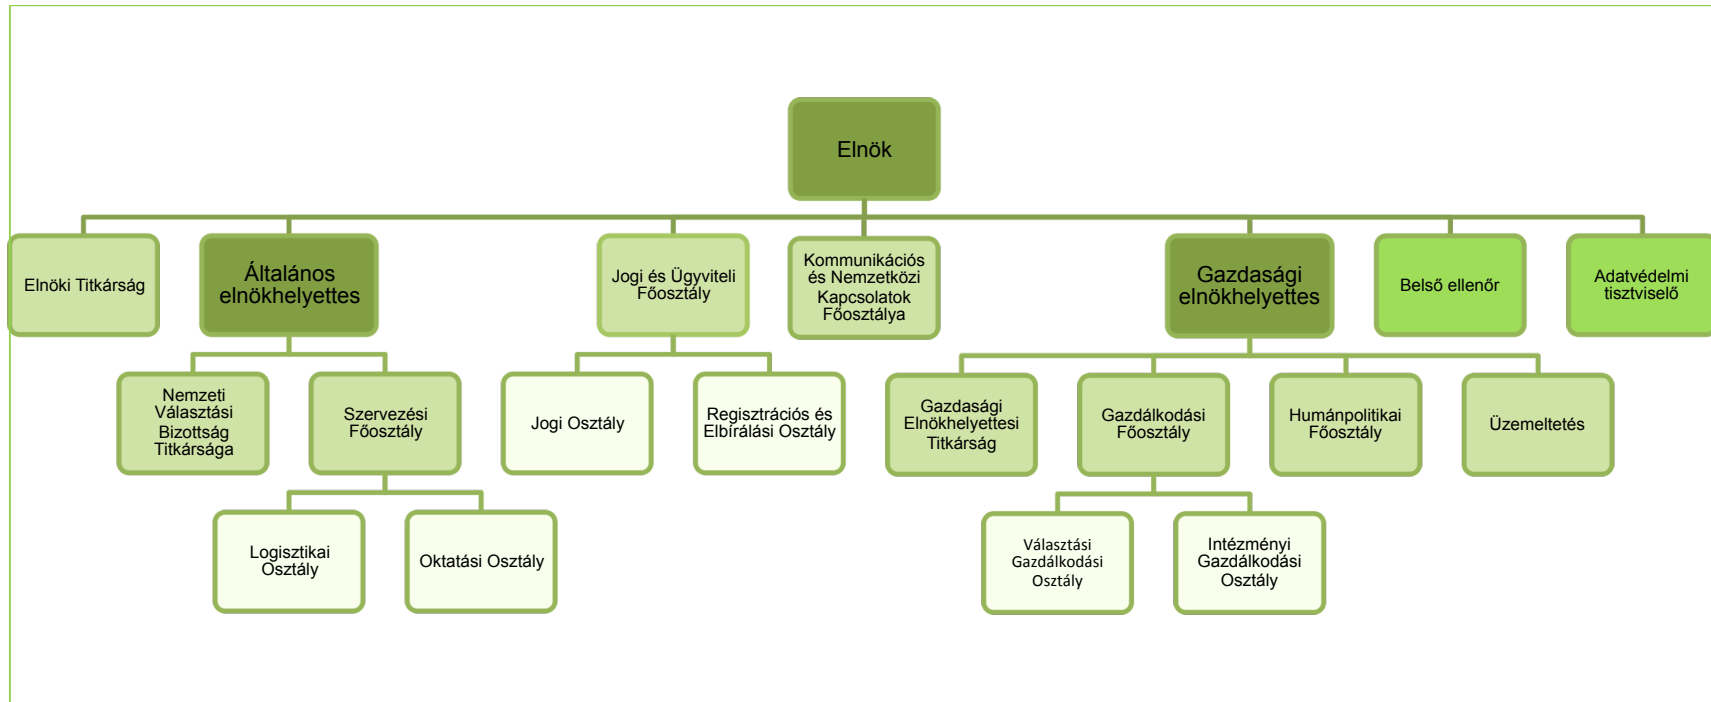 Elnök
Elnöki Titkárság
Általános
elnökhelyettes
Jogi és Ügyviteli
Főosztály
Kommunikációs
és Nemzetközi
Kapcsolatok
Főosztálya
Gazdasági
elnökhelyettes
Belső ellenőr
Adatvédelmi
tisztviselő
Nemzeti
Választási
Bizottság
Titkársága
Szervezési
Főosztály
Jogi Osztály
Regisztrációs és
Elbírálási Osztály
Gazdasági
Elnökhelyettesi
Titkárság
Gazdálkodási
Főosztály
Humánpolitikai
Főosztály
Üzemeltetés
Logisztikai
Osztály
Oktatási Osztály
Választási
Gazdálkodási
Osztály
Intézményi
Gazdálkodási
Osztály